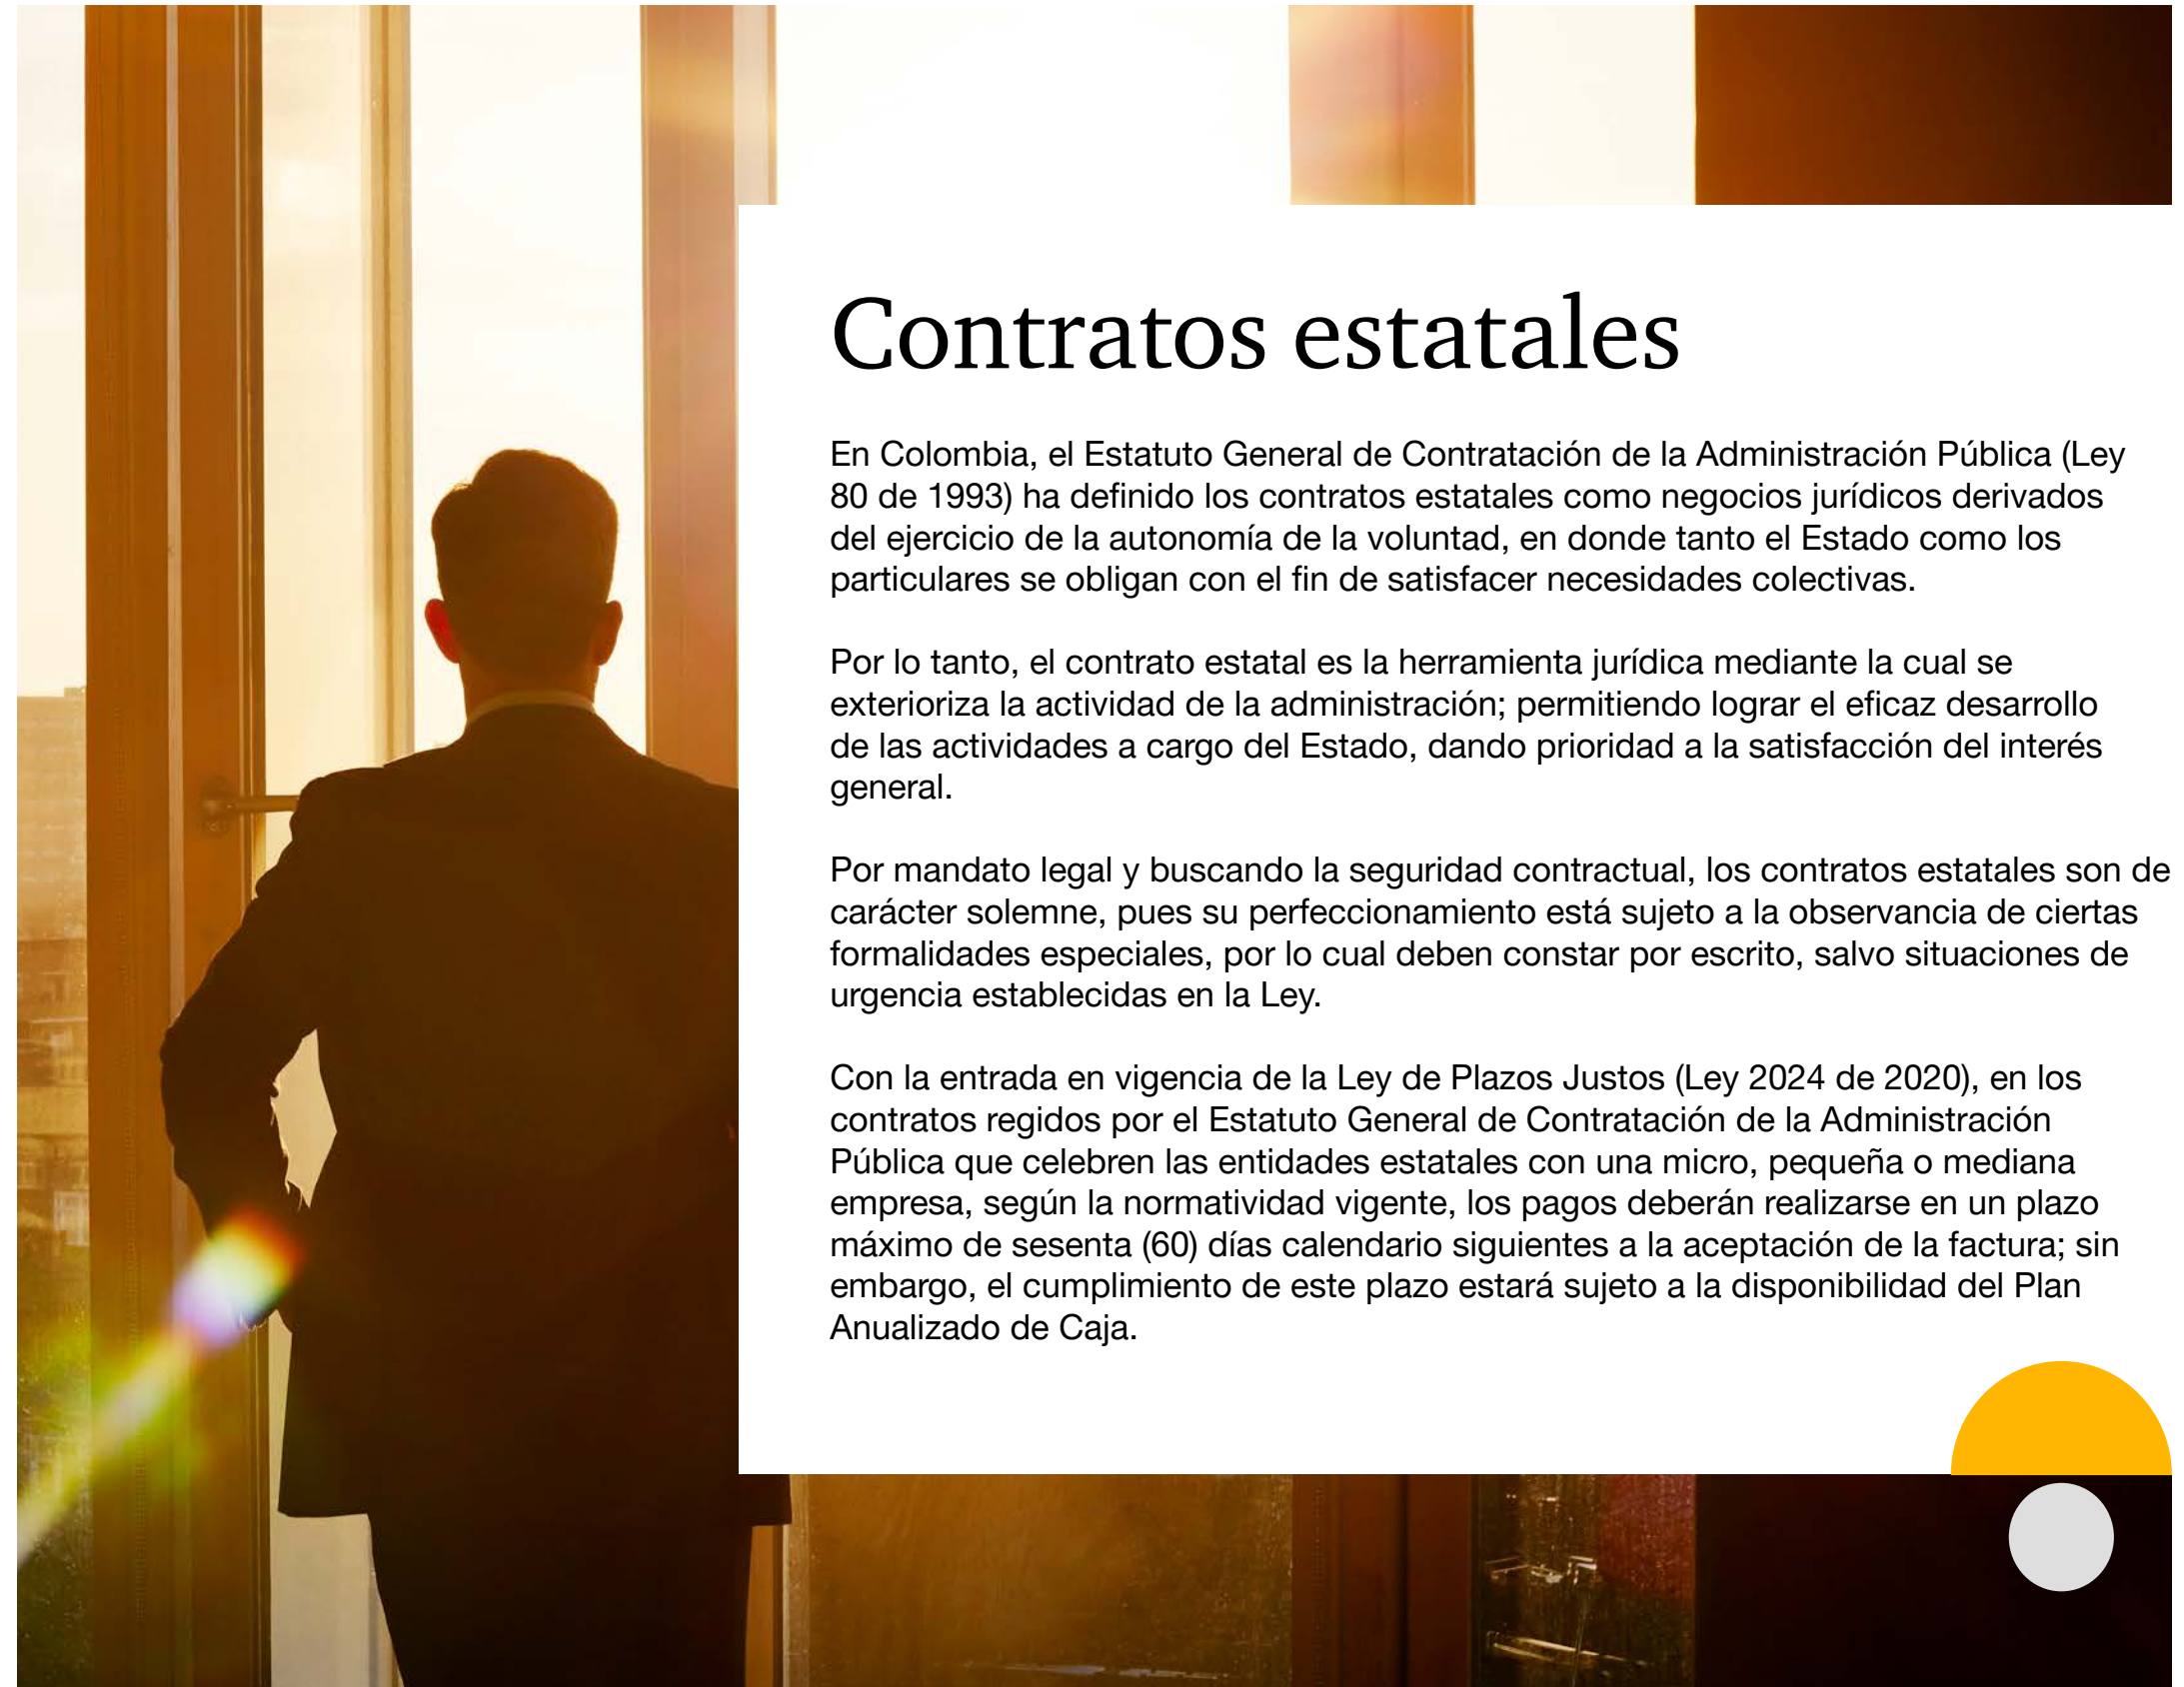 Contratos estatales
En Colombia, el Estatuto General de Contratación de la Administración Pública (Ley
80 de 1993) ha definido los contratos estatales como negocios jurídicos derivados
del ejercicio de la autonomía de la voluntad, en donde tanto el Estado como los
particulares se obligan con el fin de satisfacer necesidades colectivas.
Por lo tanto, el contrato estatal es la herramienta jurídica mediante la cual se
exterioriza la actividad de la administración; permitiendo lograr el eficaz desarrollo
de las actividades a cargo del Estado, dando prioridad a la satisfacción del interés
general.
Por mandato legal y buscando la seguridad contractual, los contratos estatales son de
carácter solemne, pues su perfeccionamiento está sujeto a la observancia de ciertas
formalidades especiales, por lo cual deben constar por escrito, salvo situaciones de
urgencia establecidas en la Ley.
Con la entrada en vigencia de la Ley de Plazos Justos (Ley 2024 de 2020), en los
contratos regidos por el Estatuto General de Contratación de la Administración
Pública que celebren las entidades estatales con una micro, pequeña o mediana
empresa, según la normatividad vigente, los pagos deberán realizarse en un plazo
máximo de sesenta (60) días calendario siguientes a la aceptación de la factura; sin
embargo, el cumplimiento de este plazo estará sujeto a la disponibilidad del Plan
Anualizado de Caja.